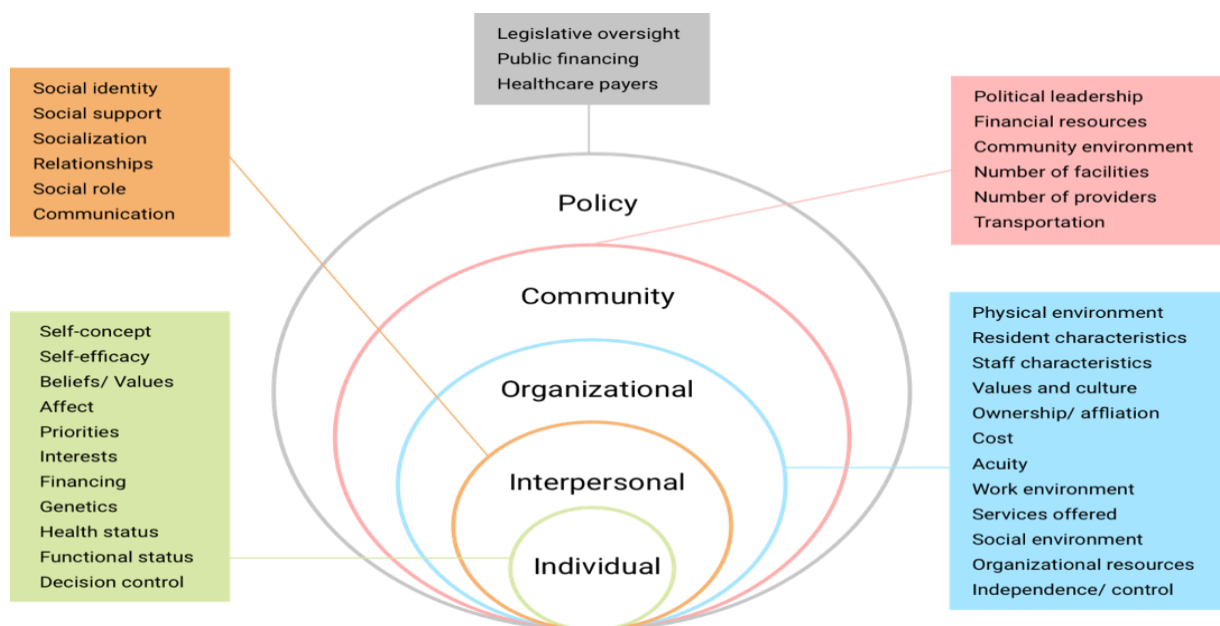 Legislative oversight
Public financing
Healthcare payers
Social identity
Social support
Socialization
Relationships
Social role
Communication
Political leadership
Financial resources
Community environment
Number of facilities
Number of providers
Transportation
Policy
Community
Organizational
Interpersonal
Individual
Self-concept
Self-efficacy
Beliefs/ Values
Affect
Priorities
Interests
Financing
Genetics
Health status
Functional status
Decision control
Physical environment
Resident characteristics
Staff characteristics
Values and culture
Ownership/ affliation
Cost
Acuity
Work environment
Services offered
Social environment
Organizational resources
Independence/ control